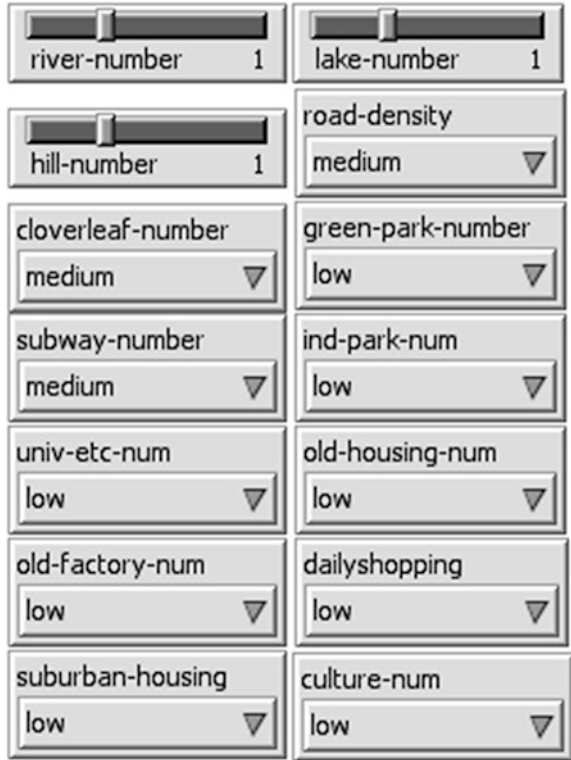 river-number 1
lake-number 1
hill-number 1
road-density
medium
cloverleaf-number
medium
green-park-number
low
subway-number
medium
ind-park-num
low
univ-etc-num
low
old-housing-num
low
old-factory-num
low
dailyshopping
low
suburban-housing
low
culture-num
low